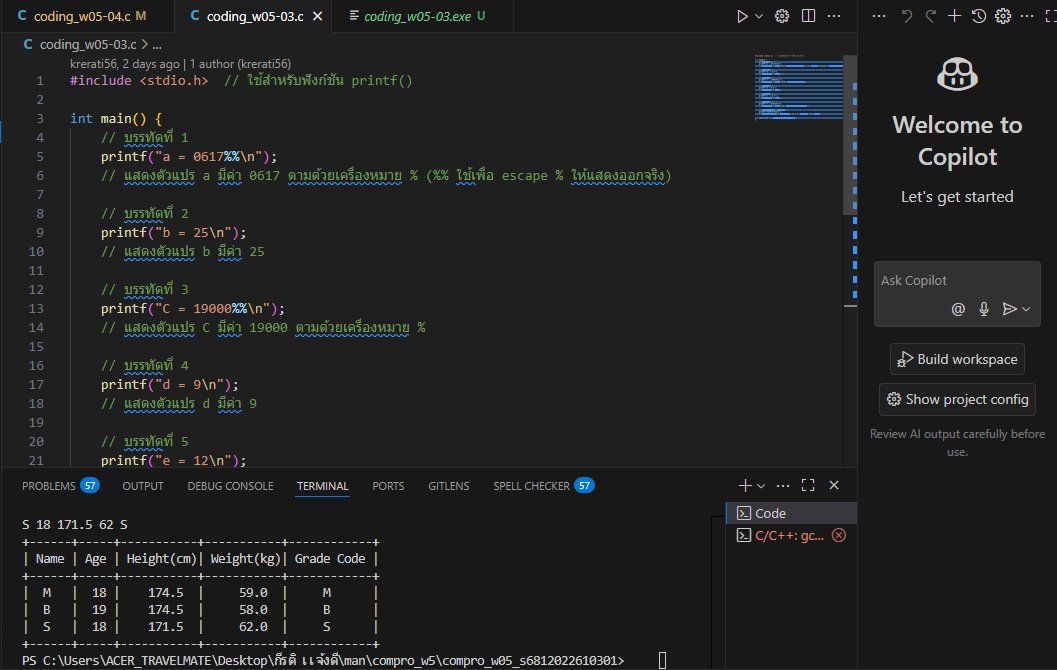 coding_w05-04.c M
coding_w05-03.c
coding_w05-03.exe U
coding_w05-03.c > ...
krerati56, 2 days ago | 1 author (krerati56)
1 #include <stdio.h> // ใช้สำหรับฟังก์ชัน printf()
2
3 int main() {
4 // บรรทัดที่ 1
5 printf("a = 0617%%\n");
6 // แสดงตัวแปร a มีค่า 0617 ตามด้วยเครื่องหมาย % (%% ใช้เพื่อ escape % ให้แสดงออกจริง)
7
8 // บรรทัดที่ 2
9 printf("b = 25\n");
10 // แสดงตัวแปร b มีค่า 25
11
12 // บรรทัดที่ 3
13 printf("C = 19000%%\n");
14 // แสดงตัวแปร C มีค่า 19000 ตามด้วยเครื่องหมาย %
15
16 // บรรทัดที่ 4
17 printf("d = 9\n");
18 // แสดงตัวแปร d มีค่า 9
19
20 // บรรทัดที่ 5
21 printf("e = 12\n");
Welcome to
Copilot
Let's get started
Ask Copilot
Build workspace
Show project config
Review AI output carefully before
use.
PROBLEMS 57 OUTPUT DEBUG CONSOLE TERMINAL PORTS GITLENS SPELL CHECKER 57
Code
C/C++: gc...
S 18 171.5 62 S
+------+-----+-----------+-----------+------------+
| Name | Age | Height(cm)| Weight(kg)| Grade Code |
+------+-----+-----------+-----------+------------+
| M | 18 | 174.5 | 59.0 | M |
| B | 19 | 174.5 | 58.0 | B |
| S | 18 | 171.5 | 62.0 | S |
+------+-----+-----------+-----------+------------+
PS C:\Users\ACER_TRAVELMATE\Desktop\กีรติ เเจ้งดี\man\compro_w5\compro_w05_s6812022610301>